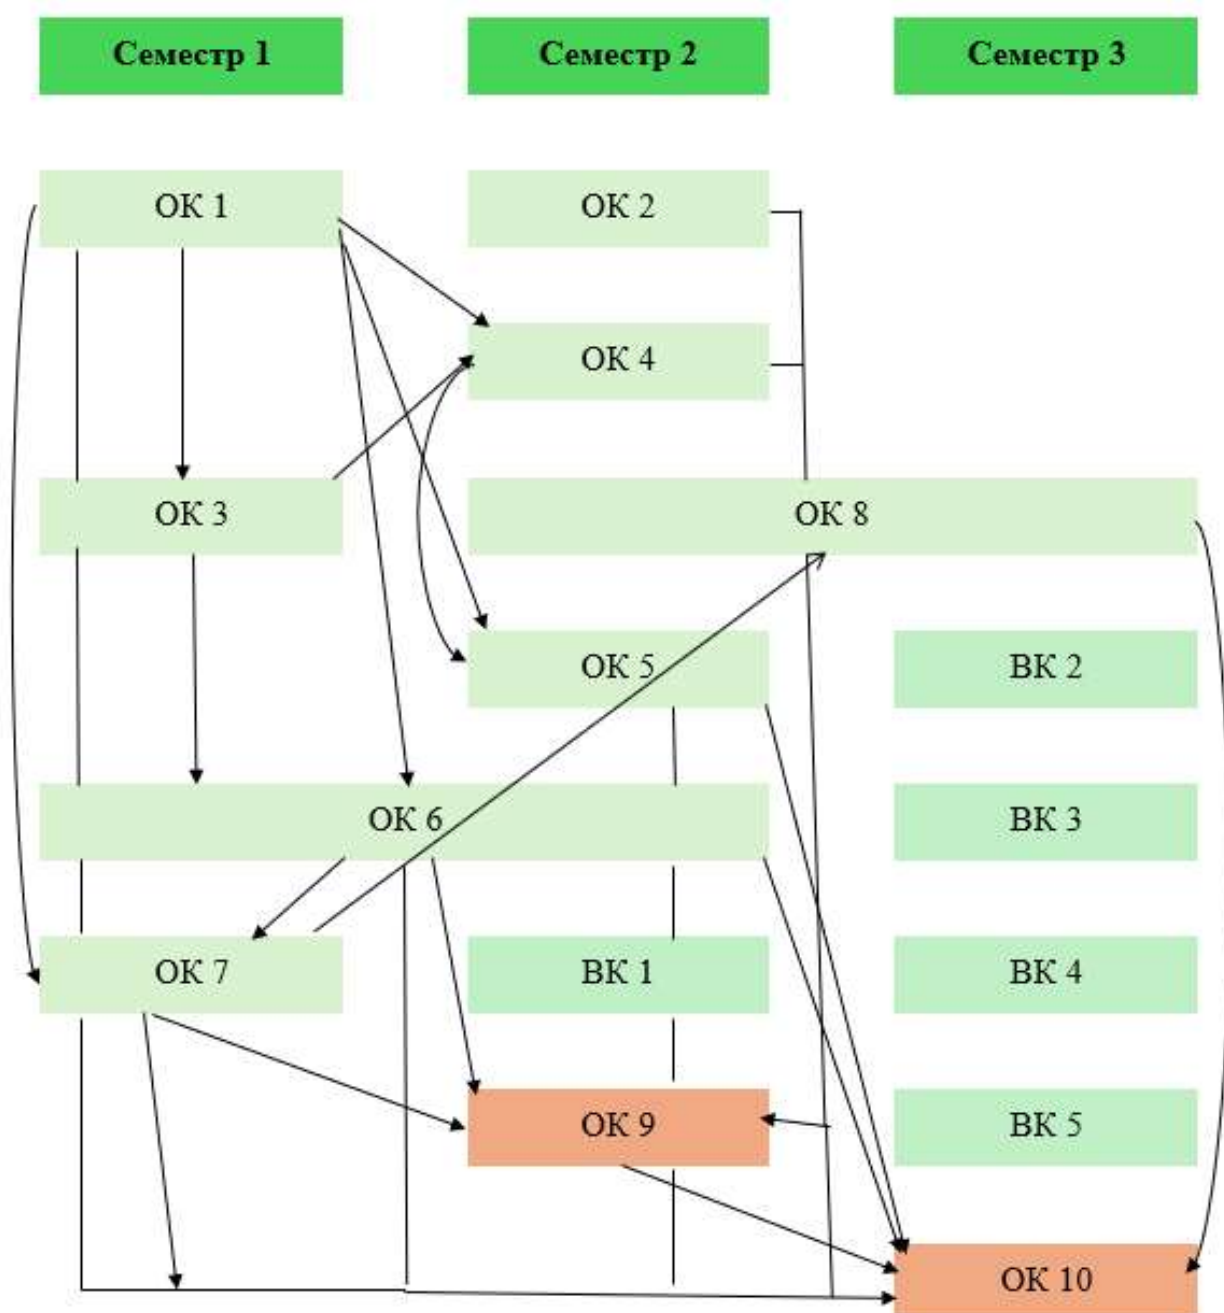 Семестр 1
Семестр 2
Семестр 3
ОК 1
ОК 2
ОК 4
ОК 3
ОК 8
ОК 5
ВК 2
ОК 6
ВК 3
ОК 7
ВК 1
ВК 4
ОК 9
ВК 5
ОК 10